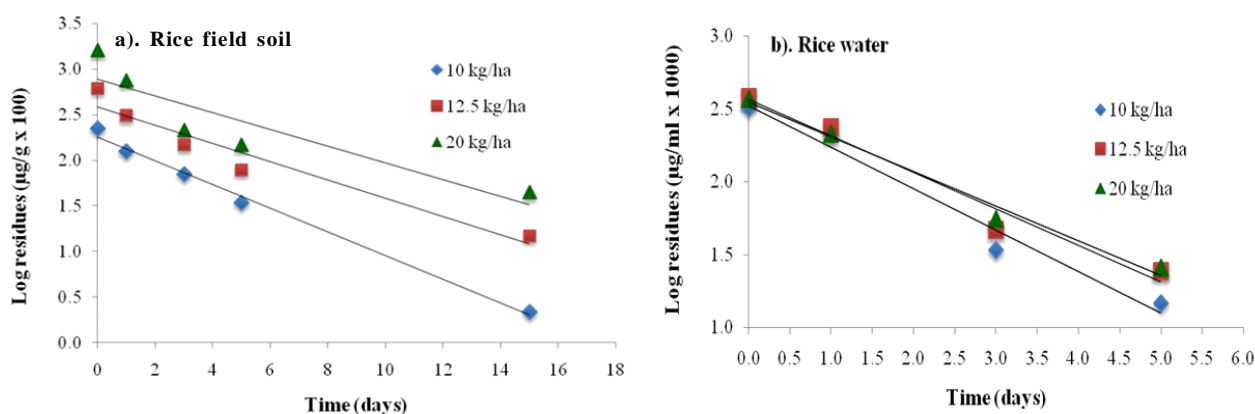 a). Rice field soil
Log residues (µg/g x 100)
3.5
3.0
2.5
2.0
1.5
1.0
0.5
0.0
10 kg/ha
12.5 kg/ha
20 kg/ha
0 2 4 6 8 10 12 14 16 18
Time (days)
b). Rice water
Log residues (µg/ml x 1000)
3.0
2.5
2.0
1.5
1.0
10 kg/ha
12.5 kg/ha
20 kg/ha
0.0 0.5 1.0 1.5 2.0 2.5 3.0 3.5 4.0 4.5 5.0 5.5 6.0
Time (days)